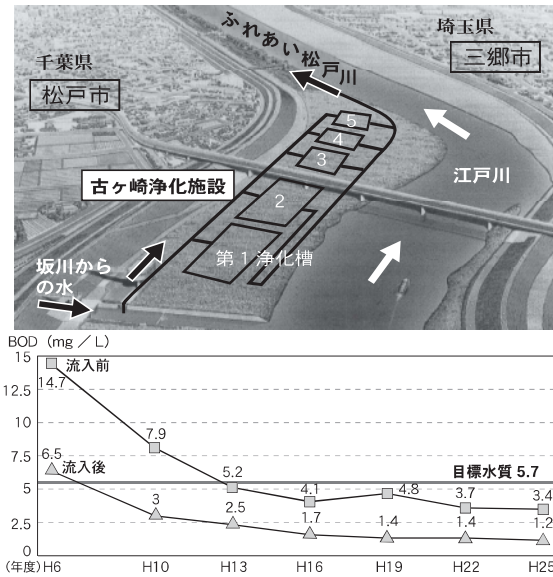 ふれあい松戸川
埼玉県
三郷市
千葉県
松戸市
5
4
3
江戸川
古ヶ崎浄化施設
2
第1浄化槽
坂川から
の水
BOD（mg／L）
15
流入前
14.7
12.5
10
7.9
7.5
6.5
流入後
5.2
目標水質 5.7
5
4.1
4.8
3.7
3.4
3
2.5
2.5
1.7
1.4
1.4
1.2
0
（年度）H6 H10 H13 H16 H19 H22 H25